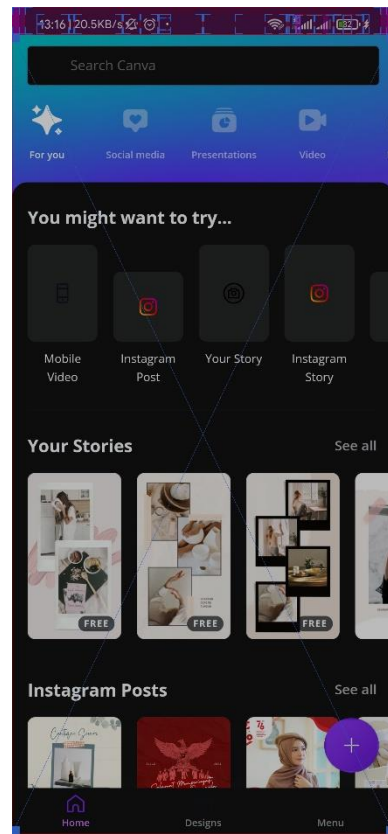 13:16 20.5KB/s
82
Search Canva
For you
Social media
Presentations
Video
You might want to try...
Mobile Video
Instagram Post
Your Story
Instagram Story
Your Stories
See all
FREE
FREE
FREE
Instagram Posts
See all
Home
Designs
Menu